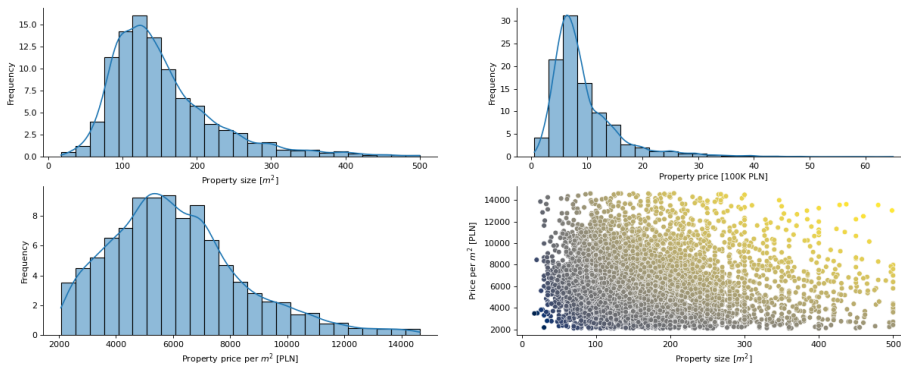 15.0
12.5
10.0
7.5
5.0
2.5
0.0
Frequency
0 100 200 300 400 500
Property size [m²]
30
25
20
15
10
5
0
Frequency
0 10 20 30 40 50 60
Property price [100K PLN]
8
6
4
2
0
Frequency
2000 4000 6000 8000 10000 12000 14000
Property price per m² [PLN]
14000
12000
10000
8000
6000
4000
2000
Price per m² [PLN]
0 100 200 300 400 500
Property size [m²]